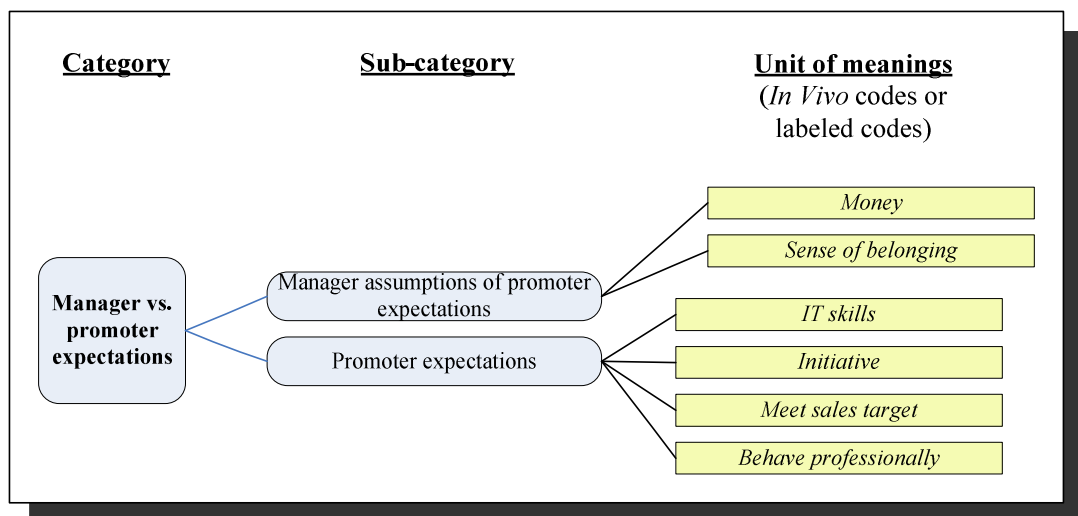 Category
Sub-category
Unit of meanings
(In Vivo codes or
labeled codes)
Manager vs.
promoter
expectations
Manager assumptions of promoter
expectations
Promoter expectations
Money
Sense of belonging
IT skills
Initiative
Meet sales target
Behave professionally